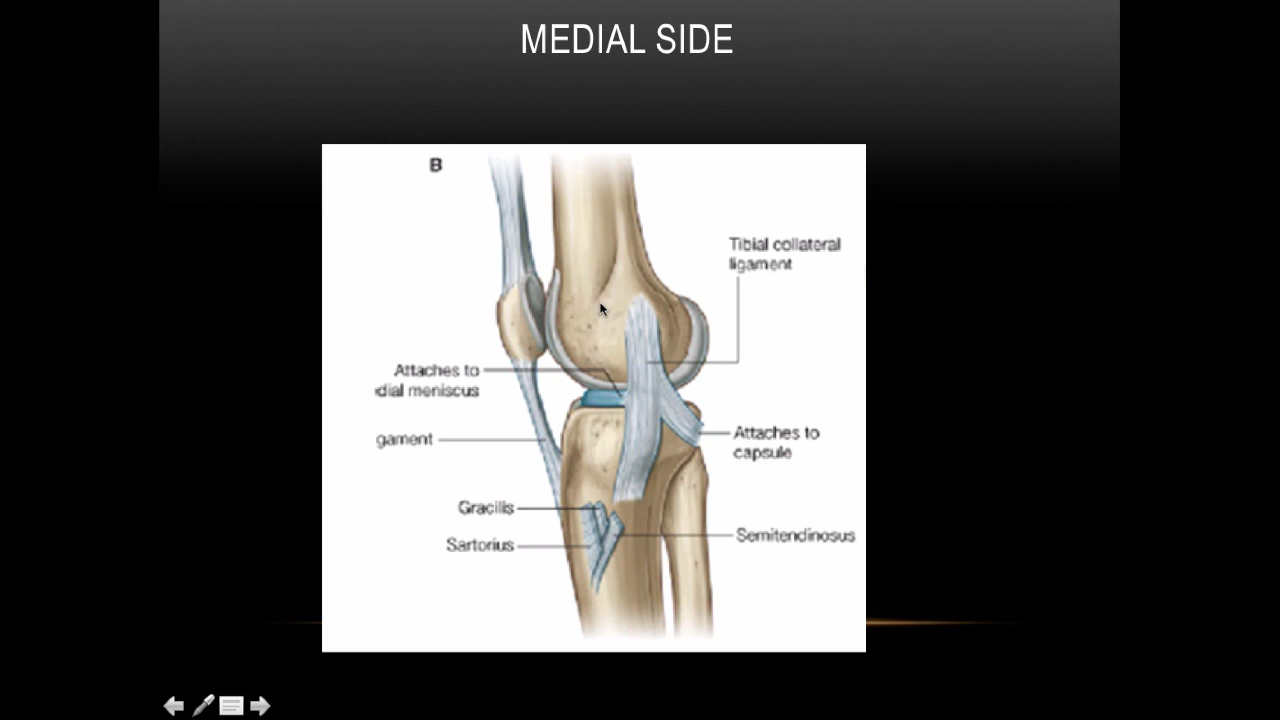 MEDIAL SIDE
B
Tibial collateral
ligament
Attaches to
dial meniscus
gament
Attaches to
capsule
Gracilis
Sartorius
Semitendinosus